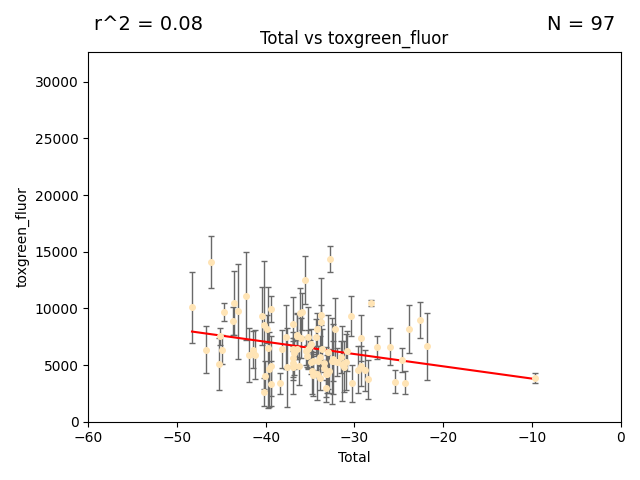 r^2 = 0.08 N = 97
Total vs toxgreen_fluor
30000
25000
20000
15000
10000
5000
0
toxgreen_fluor
−60 −50 −40 −30 −20 −10 0
Total